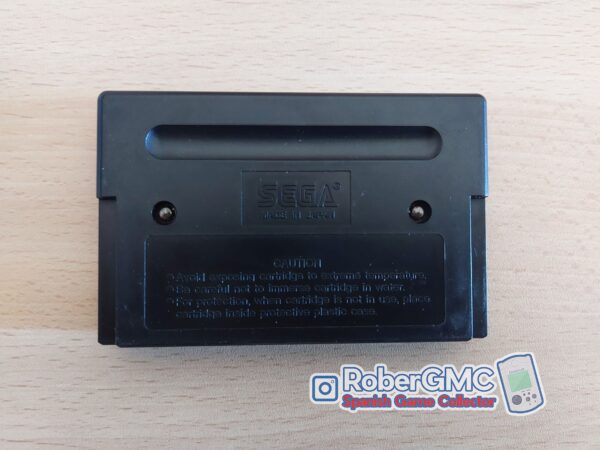 SEGA®
MADE IN JAPAN
CAUTION
•Avoid exposing cartridge to extreme temperature.
•Be careful not to immerse cartridge in water.
•For protection, when cartridge is not in use, place
cartridge inside protective plastic case.
RoberGMC
Spanish Game Collector